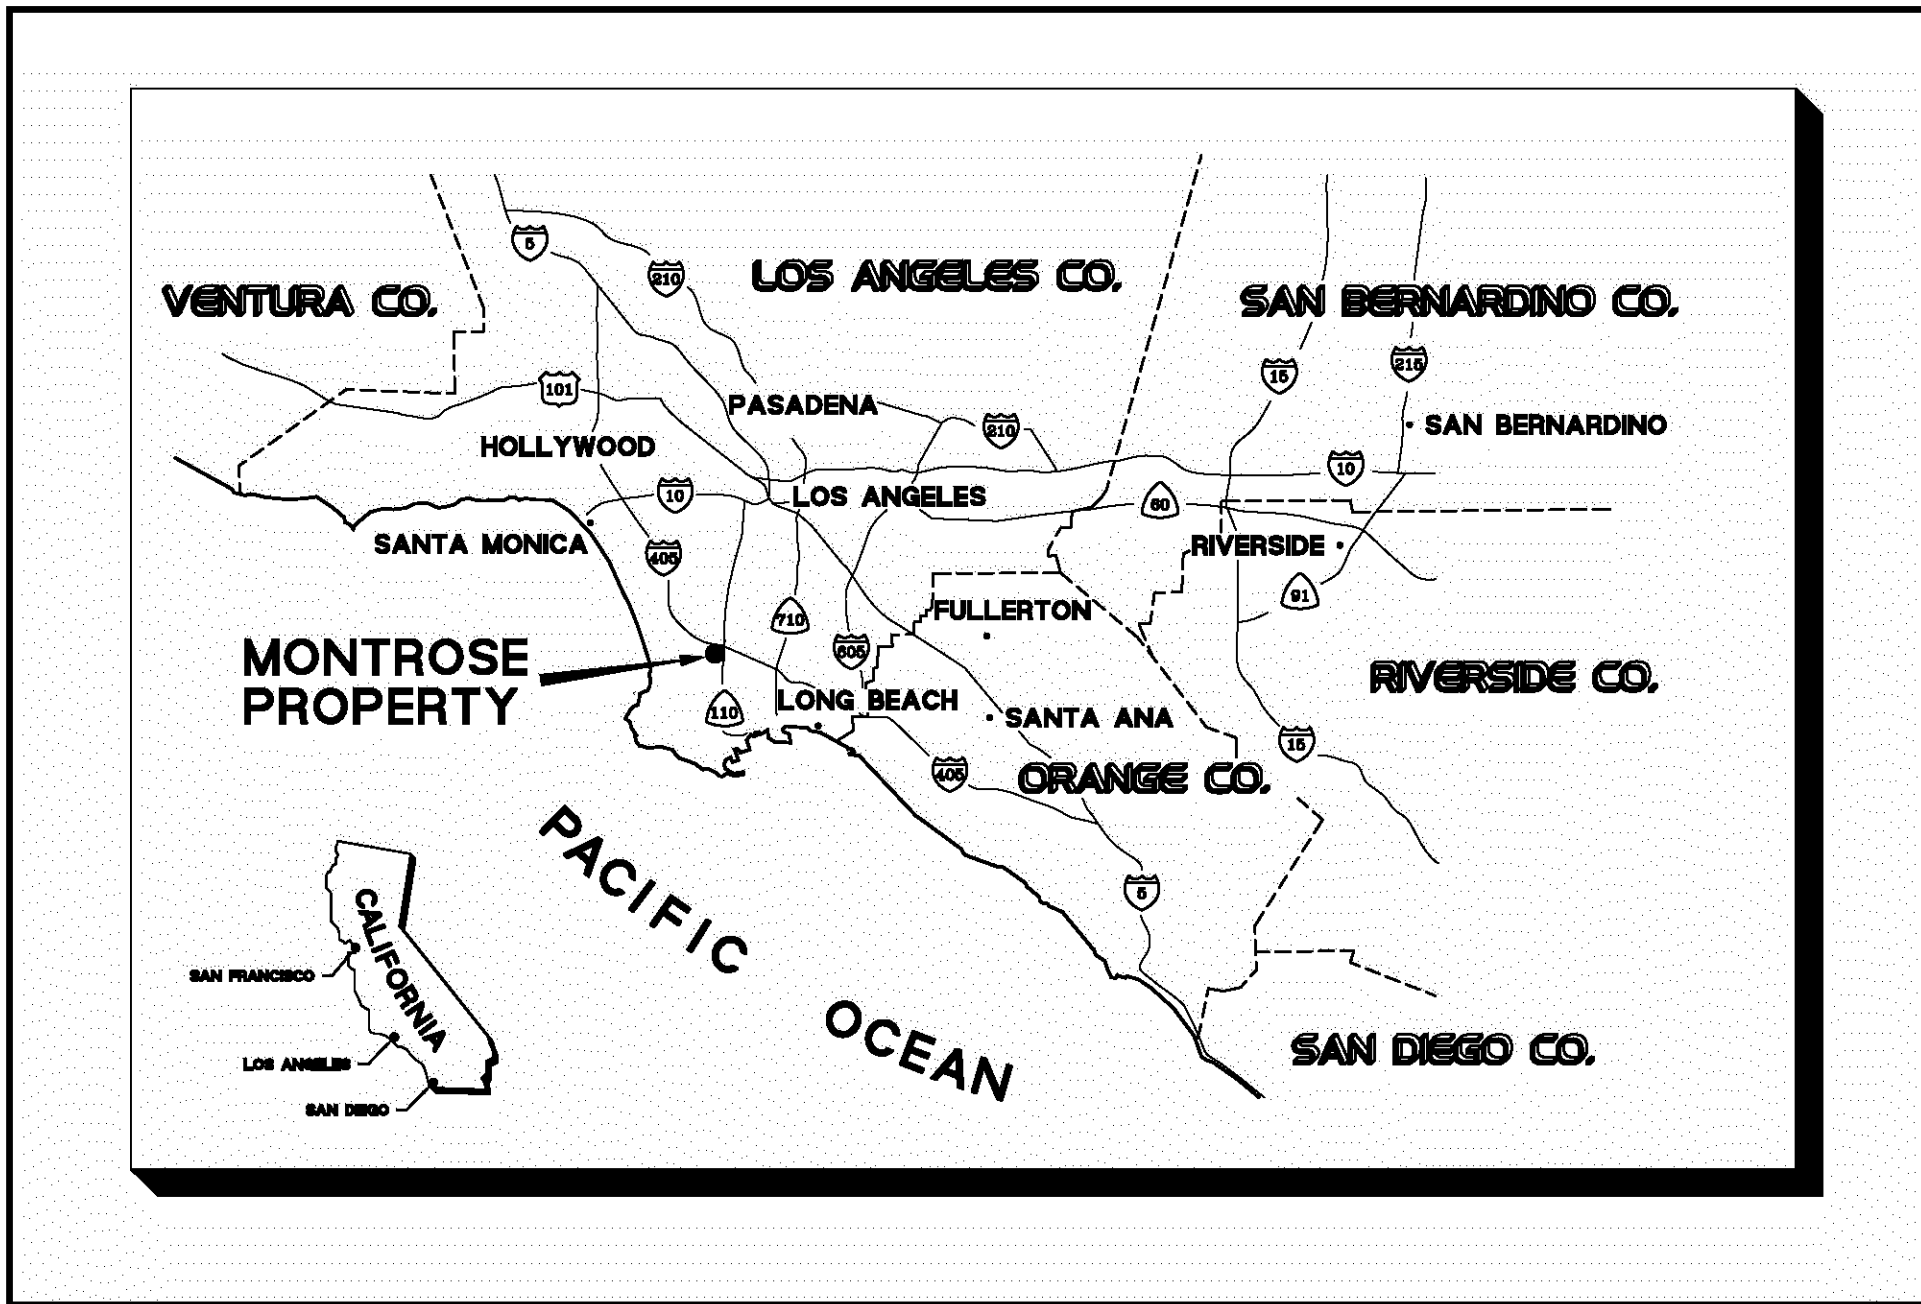 5
210
LOS ANGELES CO.
VENTURA CO.
SAN BERNARDINO CO.
15
215
101
PASADENA
210
SAN BERNARDINO
HOLLYWOOD
10
10
LOS ANGELES
60
SANTA MONICA
405
RIVERSIDE
91
FULLERTON
710
605
MONTROSE
PROPERTY
RIVERSIDE CO.
LONG BEACH
110
SANTA ANA
15
405
ORANGE CO.
PACIFIC OCEAN
5
CALIFORNIA
SAN FRANCISCO
LOS ANGELES
SAN DIEGO
SAN DIEGO CO.